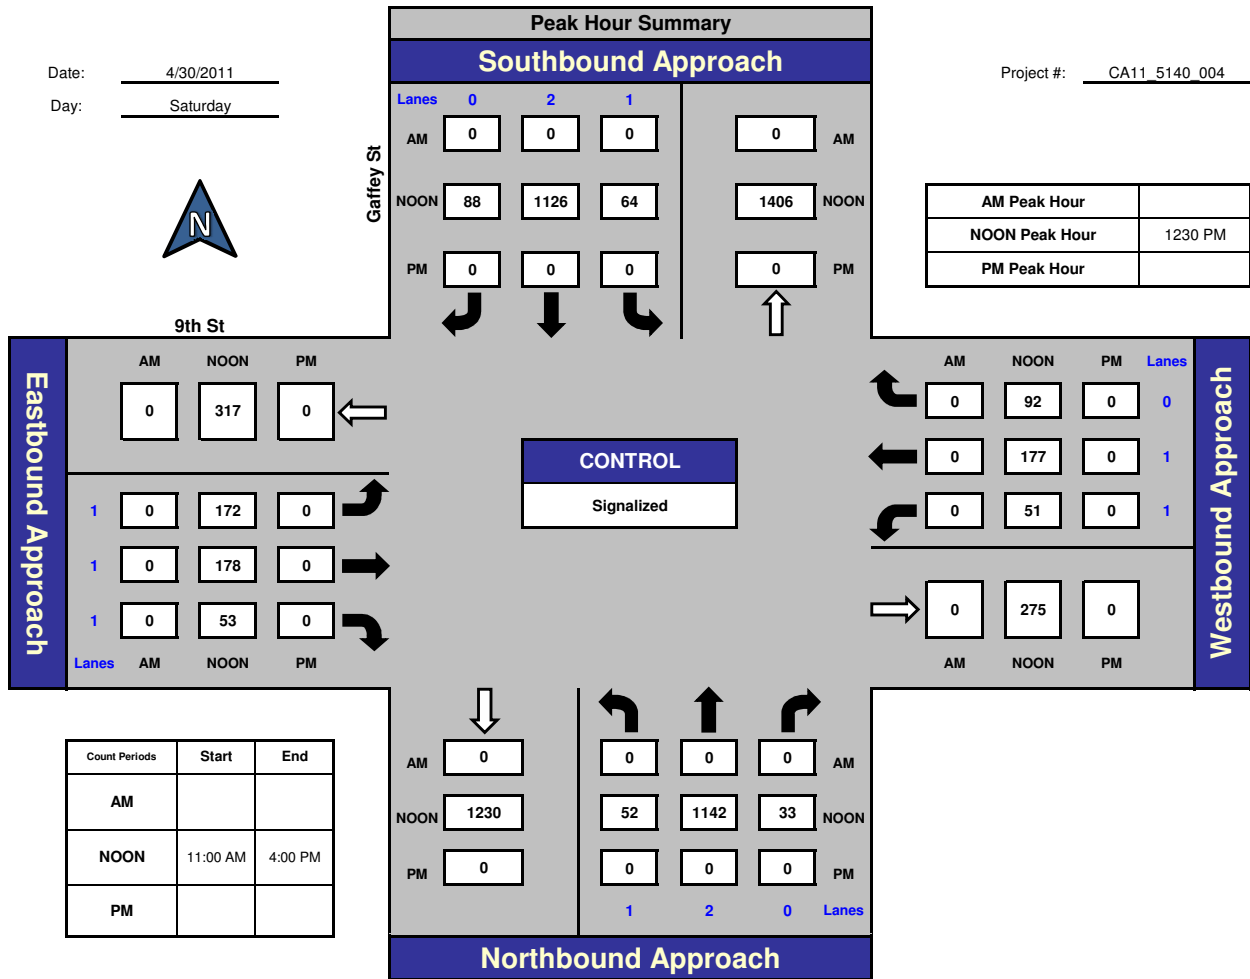 Peak Hour Summary
Southbound Approach
Date: 4/30/2011
Day: Saturday
Project #: CA11_5140_004
N
Gaffey St
Lanes 0 2 1
AM 0 0 0 0 AM
NOON 88 1126 64 1406 NOON
PM 0 0 0 0 PM
AM Peak Hour
NOON Peak Hour 1230 PM
PM Peak Hour
9th St
Eastbound Approach
AM NOON PM
0 317 0
1 0 172 0
1 0 178 0
1 0 53 0
Lanes AM NOON PM
CONTROL
Signalized
AM NOON PM Lanes
0 92 0 0
0 177 0 1
0 51 0 1
0 275 0
AM NOON PM
Westbound Approach
Count Periods Start End
AM
NOON 11:00 AM 4:00 PM
PM
AM 0 0 0 0 AM
NOON 1230 52 1142 33 NOON
PM 0 0 0 0 PM
1 2 0 Lanes
Northbound Approach